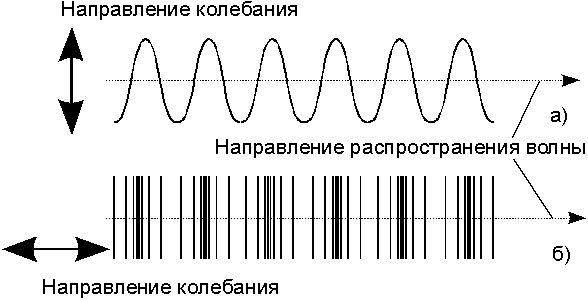 Направление колебания
а)
Направление распространения волны
б)
Направление колебания